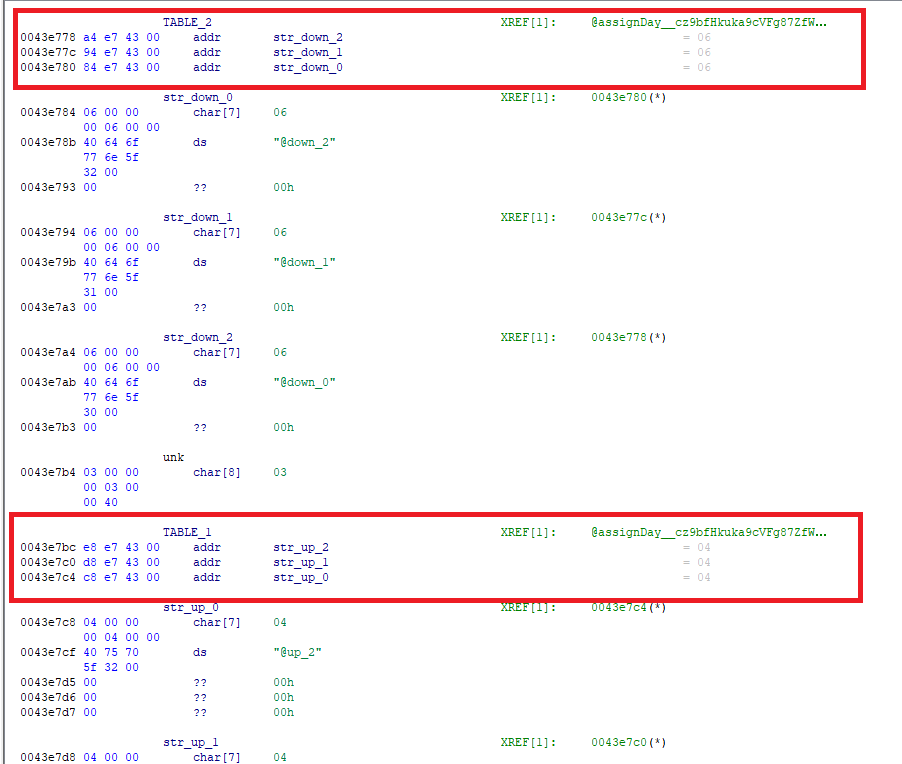 TABLE_2 XREF[1]: @assignDay__cz9bfHkuka9cVFg87ZfW...
0043e778 a4 e7 43 00 addr str_down_2 = 06
0043e77c 94 e7 43 00 addr str_down_1 = 06
0043e780 84 e7 43 00 addr str_down_0 = 06
str_down_0 XREF[1]: 0043e780(*)
0043e784 06 00 00 char[7] 06
00 06 00 00
0043e78b 40 64 6f ds "@down_2"
77 6e 5f
32 00
0043e793 00 ?? 00h
str_down_1 XREF[1]: 0043e77c(*)
0043e794 06 00 00 char[7] 06
00 06 00 00
0043e79b 40 64 6f ds "@down_1"
77 6e 5f
31 00
0043e7a3 00 ?? 00h
str_down_2 XREF[1]: 0043e778(*)
0043e7a4 06 00 00 char[7] 06
00 06 00 00
0043e7ab 40 64 6f ds "@down_0"
77 6e 5f
30 00
0043e7b3 00 ?? 00h
unk
0043e7b4 03 00 00 char[8] 03
00 03 00
00 40
TABLE_1 XREF[1]: @assignDay__cz9bfHkuka9cVFg87ZfW...
0043e7bc e8 e7 43 00 addr str_up_2 = 04
0043e7c0 d8 e7 43 00 addr str_up_1 = 04
0043e7c4 c8 e7 43 00 addr str_up_0 = 04
str_up_0 XREF[1]: 0043e7c4(*)
0043e7c8 04 00 00 char[7] 04
00 04 00 00
0043e7cf 40 75 70 ds "@up_2"
5f 32 00
0043e7d5 00 ?? 00h
0043e7d6 00 ?? 00h
0043e7d7 00 ?? 00h
str_up_1 XREF[1]: 0043e7c0(*)
0043e7d8 04 00 00 char[7] 04